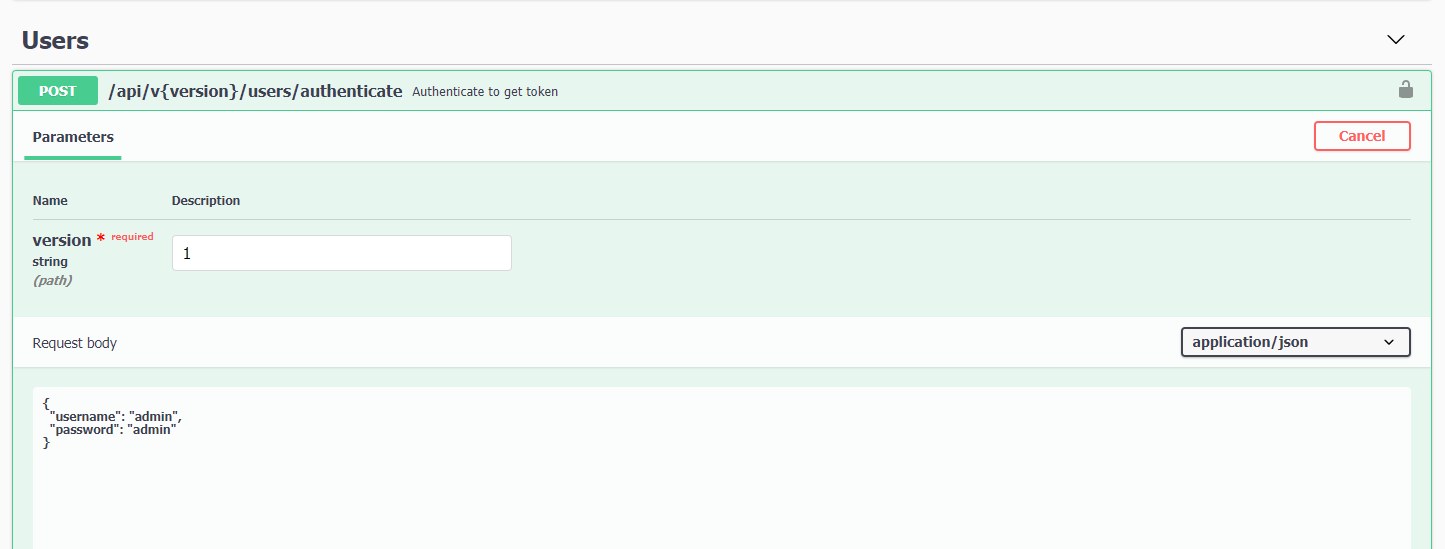 Users
POST /api/v{version}/users/authenticate Authenticate to get token
Parameters Cancel
Name Description
version * required 1
string
(path)
Request body application/json
{
"username": "admin",
"password": "admin"
}